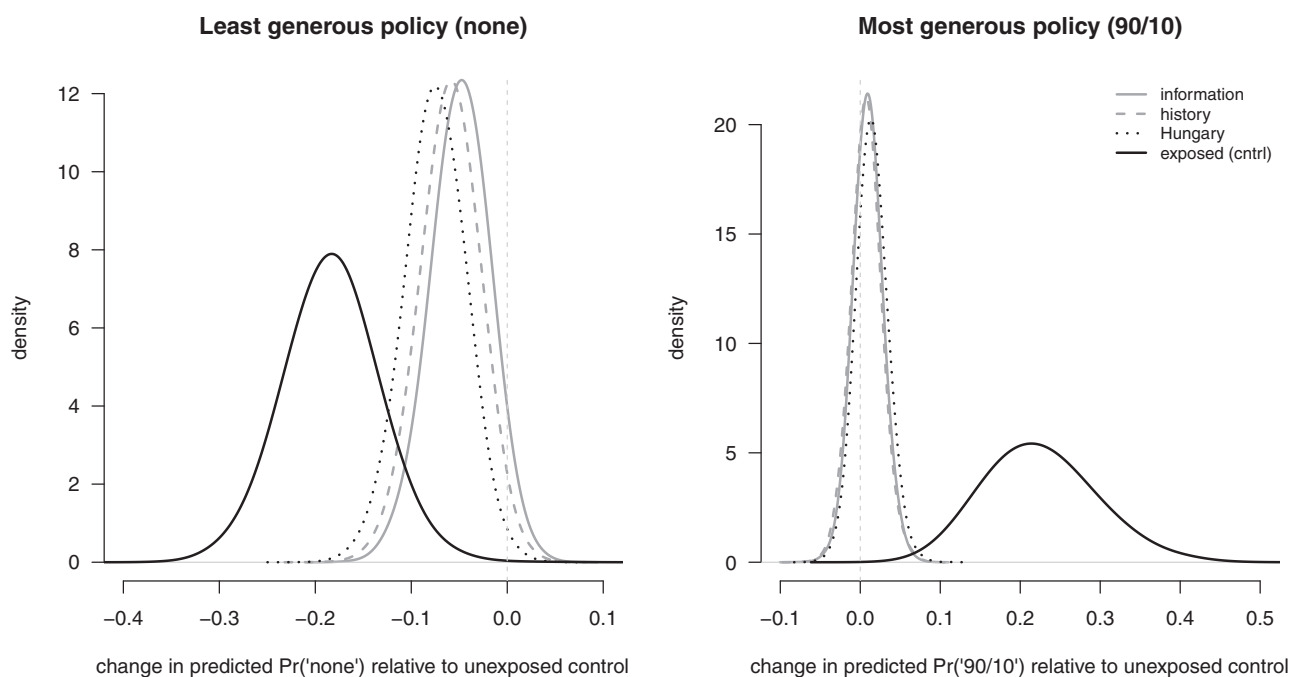 Least generous policy (none)
density
12
10
8
6
4
2
0
−0.4
−0.3
−0.2
−0.1
0.0
0.1
change in predicted Pr('none') relative to unexposed control
Most generous policy (90/10)
information
history
Hungary
exposed (cntrl)
density
20
15
10
5
0
−0.1
0.0
0.1
0.2
0.3
0.4
0.5
change in predicted Pr('90/10') relative to unexposed control